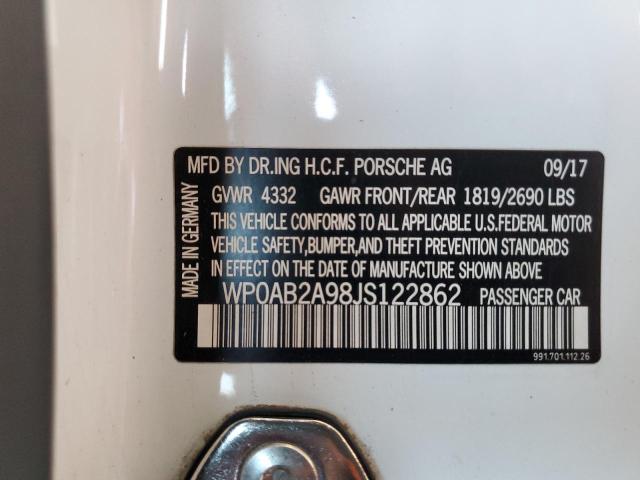 MFD BY DR.ING H.C.F. PORSCHE AG 09/17
GVWR 4332 GAWR FRONT/REAR 1819/2690 LBS
THIS VEHICLE CONFORMS TO ALL APPLICABLE U.S.FEDERAL MOTOR
VEHICLE SAFETY,BUMPER,AND THEFT PREVENTION STANDARDS
IN EFFECT ON THE DATE OF MANUFACTURE SHOWN ABOVE.
WP0AB2A98JS122862 PASSENGER CAR
991.701.112.26
MADE IN GERMANY